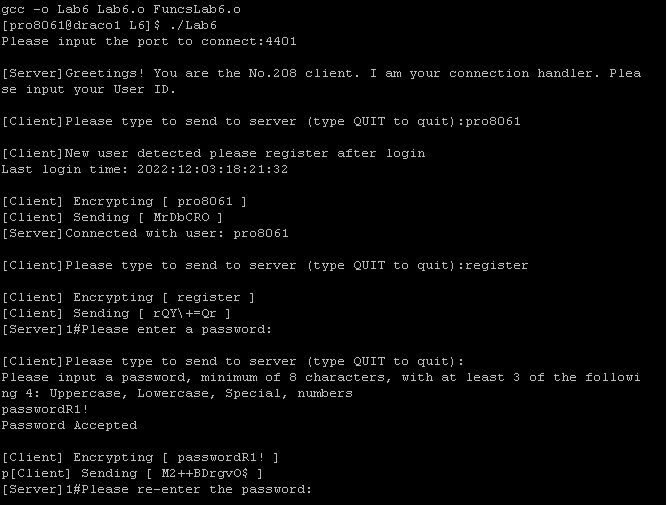 gcc -o Lab6 Lab6.o FuncsLab6.o
[pro8061@draco1 L6]$ ./Lab6
Please input the port to connect:4401
[Server]Greetings! You are the No.208 client. I am your connection handler. Plea
se input your User ID.
[Client]Please type to send to server (type QUIT to quit):pro8061
[Client]New user detected please register after login
Last login time: 2022:12:03:18:21:32
[Client] Encrypting [ pro8061 ]
[Client] Sending [ MrDbCRO ]
[Server]Connected with user: pro8061
[Client]Please type to send to server (type QUIT to quit):register
[Client] Encrypting [ register ]
[Client] Sending [ rQY\+=Qr ]
[Server]1#Please enter a password:
[Client]Please type to send to server (type QUIT to quit):
Please input a password, minimum of 8 characters, with at least 3 of the followi
ng 4: Uppercase, Lowercase, Special, numbers
passwordR1!
Password Accepted
[Client] Encrypting [ passwordR1! ]
p[Client] Sending [ M2++BDrgvO$ ]
[Server]1#Please re-enter the password: